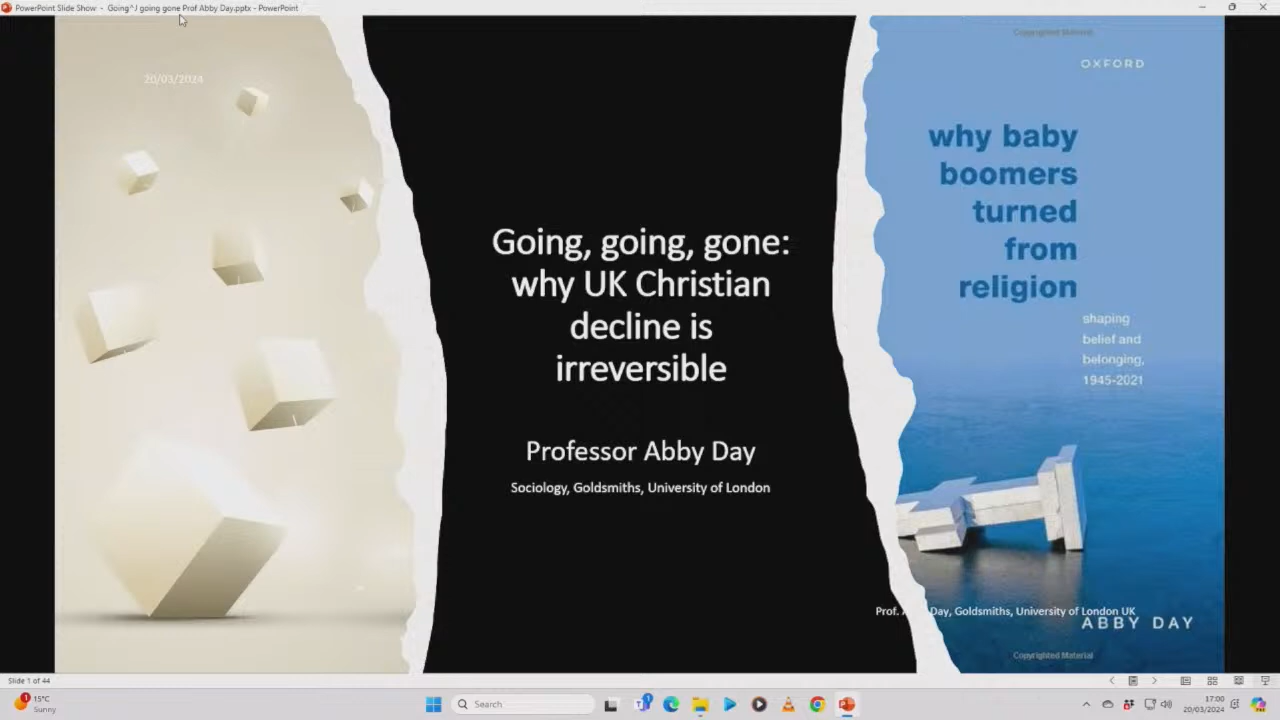 PowerPoint Slide Show - Going^J going gone Prof Abby Day.pptx - PowerPoint
20/03/2024
Going, going, gone:
why UK Christian
decline is
irreversible
Professor Abby Day
Sociology, Goldsmiths, University of London
Copyrighted Material
OXFORD
why baby
boomers
turned
from
religion
shaping
belief and
belonging,
1945-2021
Prof. Day, Goldsmiths, University of London UK
ABBY DAY
Copyrighted Material
Slide 1 of 44
1
15°C
Sunny
Search
1
17:00
20/03/2024